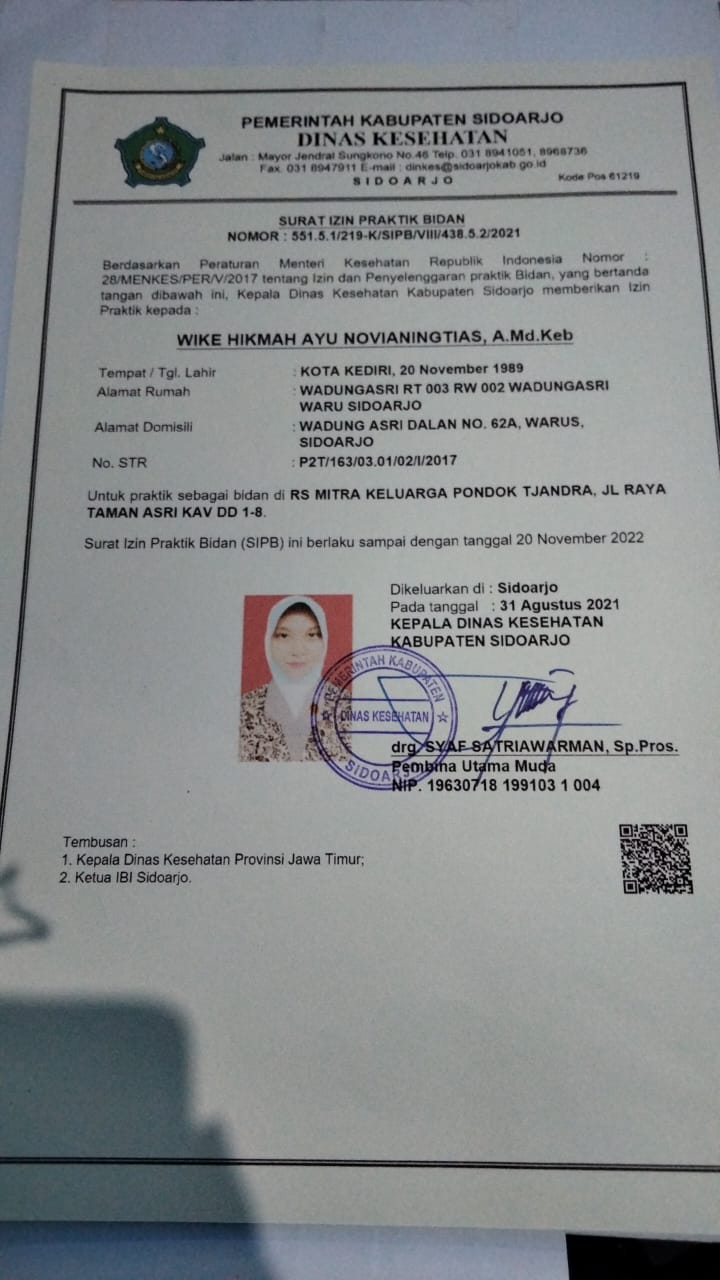 PEMERINTAH KABUPATEN SIDOARJO
DINAS KESEHATAN
Jalan : Mayor Jendral Sungkono No.46 Telp. 031 8941051, 8968736
Fax. 031 8947911 E-mail : dinkes@sidoarjokab.go.id
S I D O A R J O
Kode Pos 61219
SURAT IZIN PRAKTIK BIDAN
NOMOR : 551.5.1/219-K/SIPB/VIII/438.5.2/2021
Berdasarkan Peraturan Menteri Kesehatan Republik Indonesia Nomor :
28/MENKES/PER/V/2017 tentang Izin dan Penyelenggaran praktik Bidan, yang bertanda
tangan dibawah ini, Kepala Dinas Kesehatan Kabupaten Sidoarjo memberikan Izin
Praktik kepada :
WIKE HIKMAH AYU NOVIANINGTIAS, A.Md.Keb
Tempat / Tgl. Lahir : KOTA KEDIRI, 20 November 1989
Alamat Rumah : WADUNGASRI RT 003 RW 002 WADUNGASRI
WARU SIDOARJO
Alamat Domisili : WADUNG ASRI DALAN NO. 62A, WARUS,
SIDOARJO
No. STR : P2T/163/03.01/02/I/2017
Untuk praktik sebagai bidan di RS MITRA KELUARGA PONDOK TJANDRA, JL RAYA
TAMAN ASRI KAV DD 1-8.
Surat Izin Praktik Bidan (SIPB) ini berlaku sampai dengan tanggal 20 November 2022
Dikeluarkan di : Sidoarjo
Pada tanggal : 31 Agustus 2021
KEPALA DINAS KESEHATAN
KABUPATEN SIDOARJO
PEMERINTAH KABUPATEN
DINAS KESEHATAN
SIDOARJO
drg. SYAF SATRIAWARMAN, Sp.Pros.
Pembina Utama Muda
NIP. 19630718 199103 1 004
Tembusan :
1. Kepala Dinas Kesehatan Provinsi Jawa Timur;
2. Ketua IBI Sidoarjo.